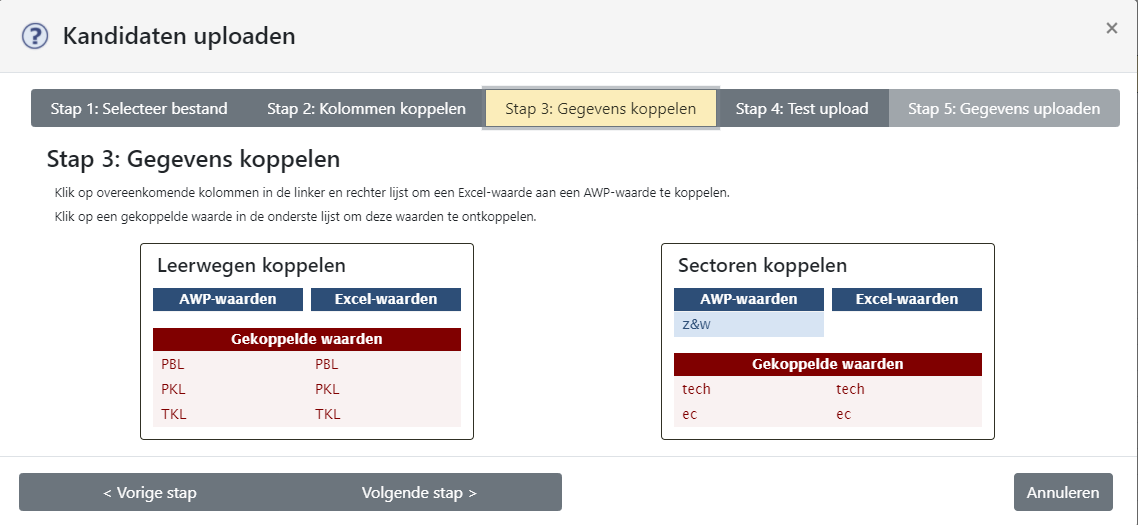 ? Kandidaten uploaden ×
Stap 1: Selecteer bestand Stap 2: Kolommen koppelen Stap 3: Gegevens koppelen Stap 4: Test upload Stap 5: Gegevens uploaden
Stap 3: Gegevens koppelen
Klik op overeenkomende kolommen in de linker en rechter lijst om een Excel-waarde aan een AWP-waarde te koppelen.
Klik op een gekoppelde waarde in de onderste lijst om deze waarden te ontkoppelen.
Leerwegen koppelen
AWP-waarden Excel-waarden
Gekoppelde waarden
PBL PBL
PKL PKL
TKL TKL
Sectoren koppelen
AWP-waarden Excel-waarden
z&w
Gekoppelde waarden
tech tech
ec ec
< Vorige stap Volgende stap > Annuleren